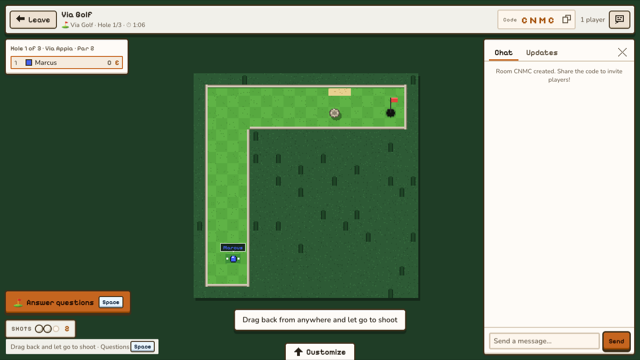 Leave
Via Golf
Via Golf · Hole 1/3 · 1:06
Code CNMC
1 player
Hole 1 of 3 · Via Appia · Par 2
1 Marcus 0 E
Chat
Updates
Room CNMC created. Share the code to invite players!
Marcus
Answer questions Space
SHOTS 8
Drag back and let go to shoot · Questions Space
Drag back from anywhere and let go to shoot
Customize
Send a message...
Send